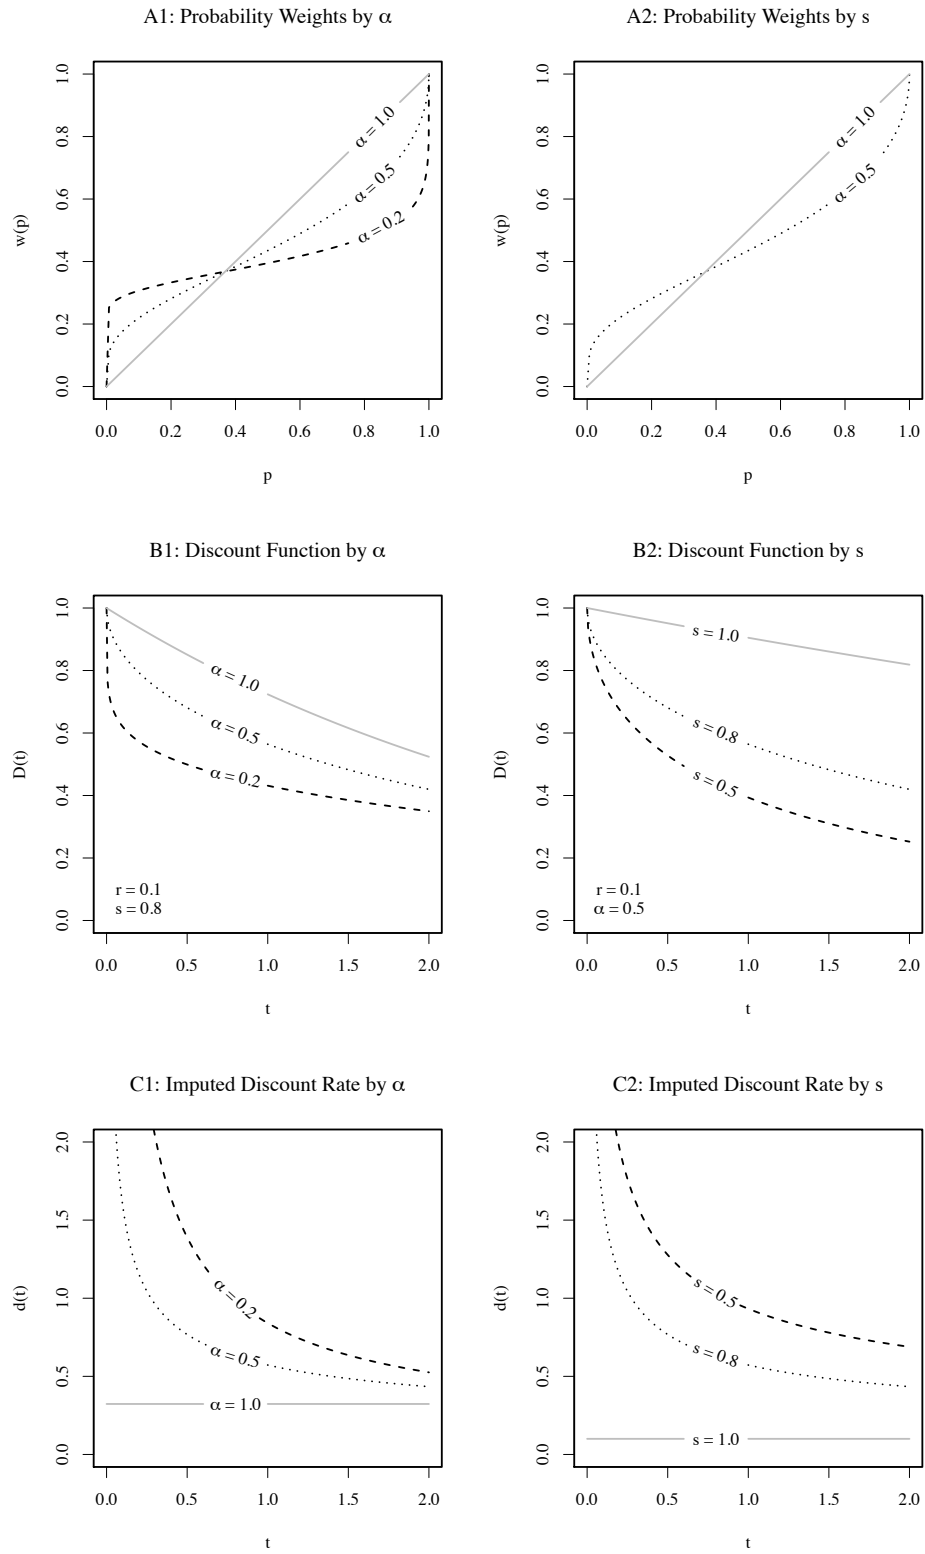 A1: Probability Weights by α
w(p)
1.0
0.8
0.6
0.4
0.2
0.0
α = 1.0
α = 0.5
α = 0.2
0.0 0.2 0.4 0.6 0.8 1.0
p
A2: Probability Weights by s
w(p)
1.0
0.8
0.6
0.4
0.2
0.0
α = 1.0
α = 0.5
0.0 0.2 0.4 0.6 0.8 1.0
p
B1: Discount Function by α
D(t)
1.0
0.8
0.6
0.4
0.2
0.0
α = 1.0
α = 0.5
α = 0.2
r = 0.1
s = 0.8
0.0 0.5 1.0 1.5 2.0
t
B2: Discount Function by s
D(t)
1.0
0.8
0.6
0.4
0.2
0.0
s = 1.0
s = 0.8
s = 0.5
r = 0.1
α = 0.5
0.0 0.5 1.0 1.5 2.0
t
C1: Imputed Discount Rate by α
d(t)
2.0
1.5
1.0
0.5
0.0
α = 0.2
α = 0.5
α = 1.0
0.0 0.5 1.0 1.5 2.0
t
C2: Imputed Discount Rate by s
d(t)
2.0
1.5
1.0
0.5
0.0
s = 0.5
s = 0.8
s = 1.0
0.0 0.5 1.0 1.5 2.0
t